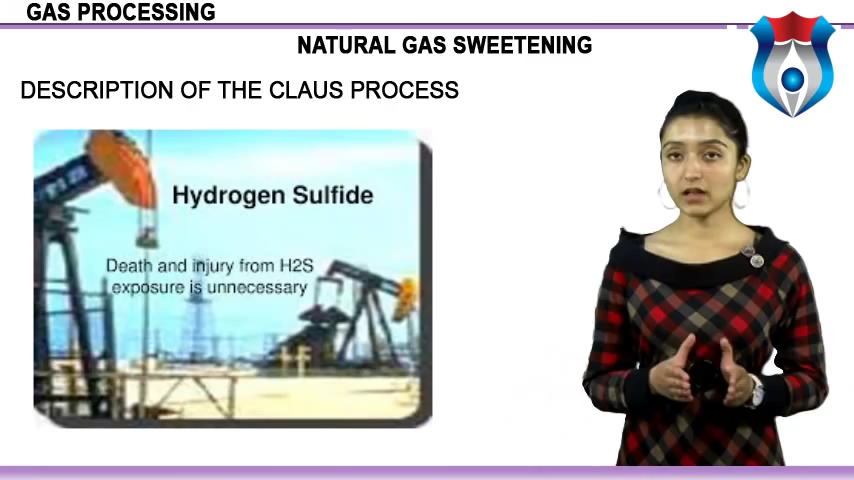 GAS PROCESSING
NATURAL GAS SWEETENING
DESCRIPTION OF THE CLAUS PROCESS
Hydrogen Sulfide
Death and injury from H2S
exposure is unnecessary